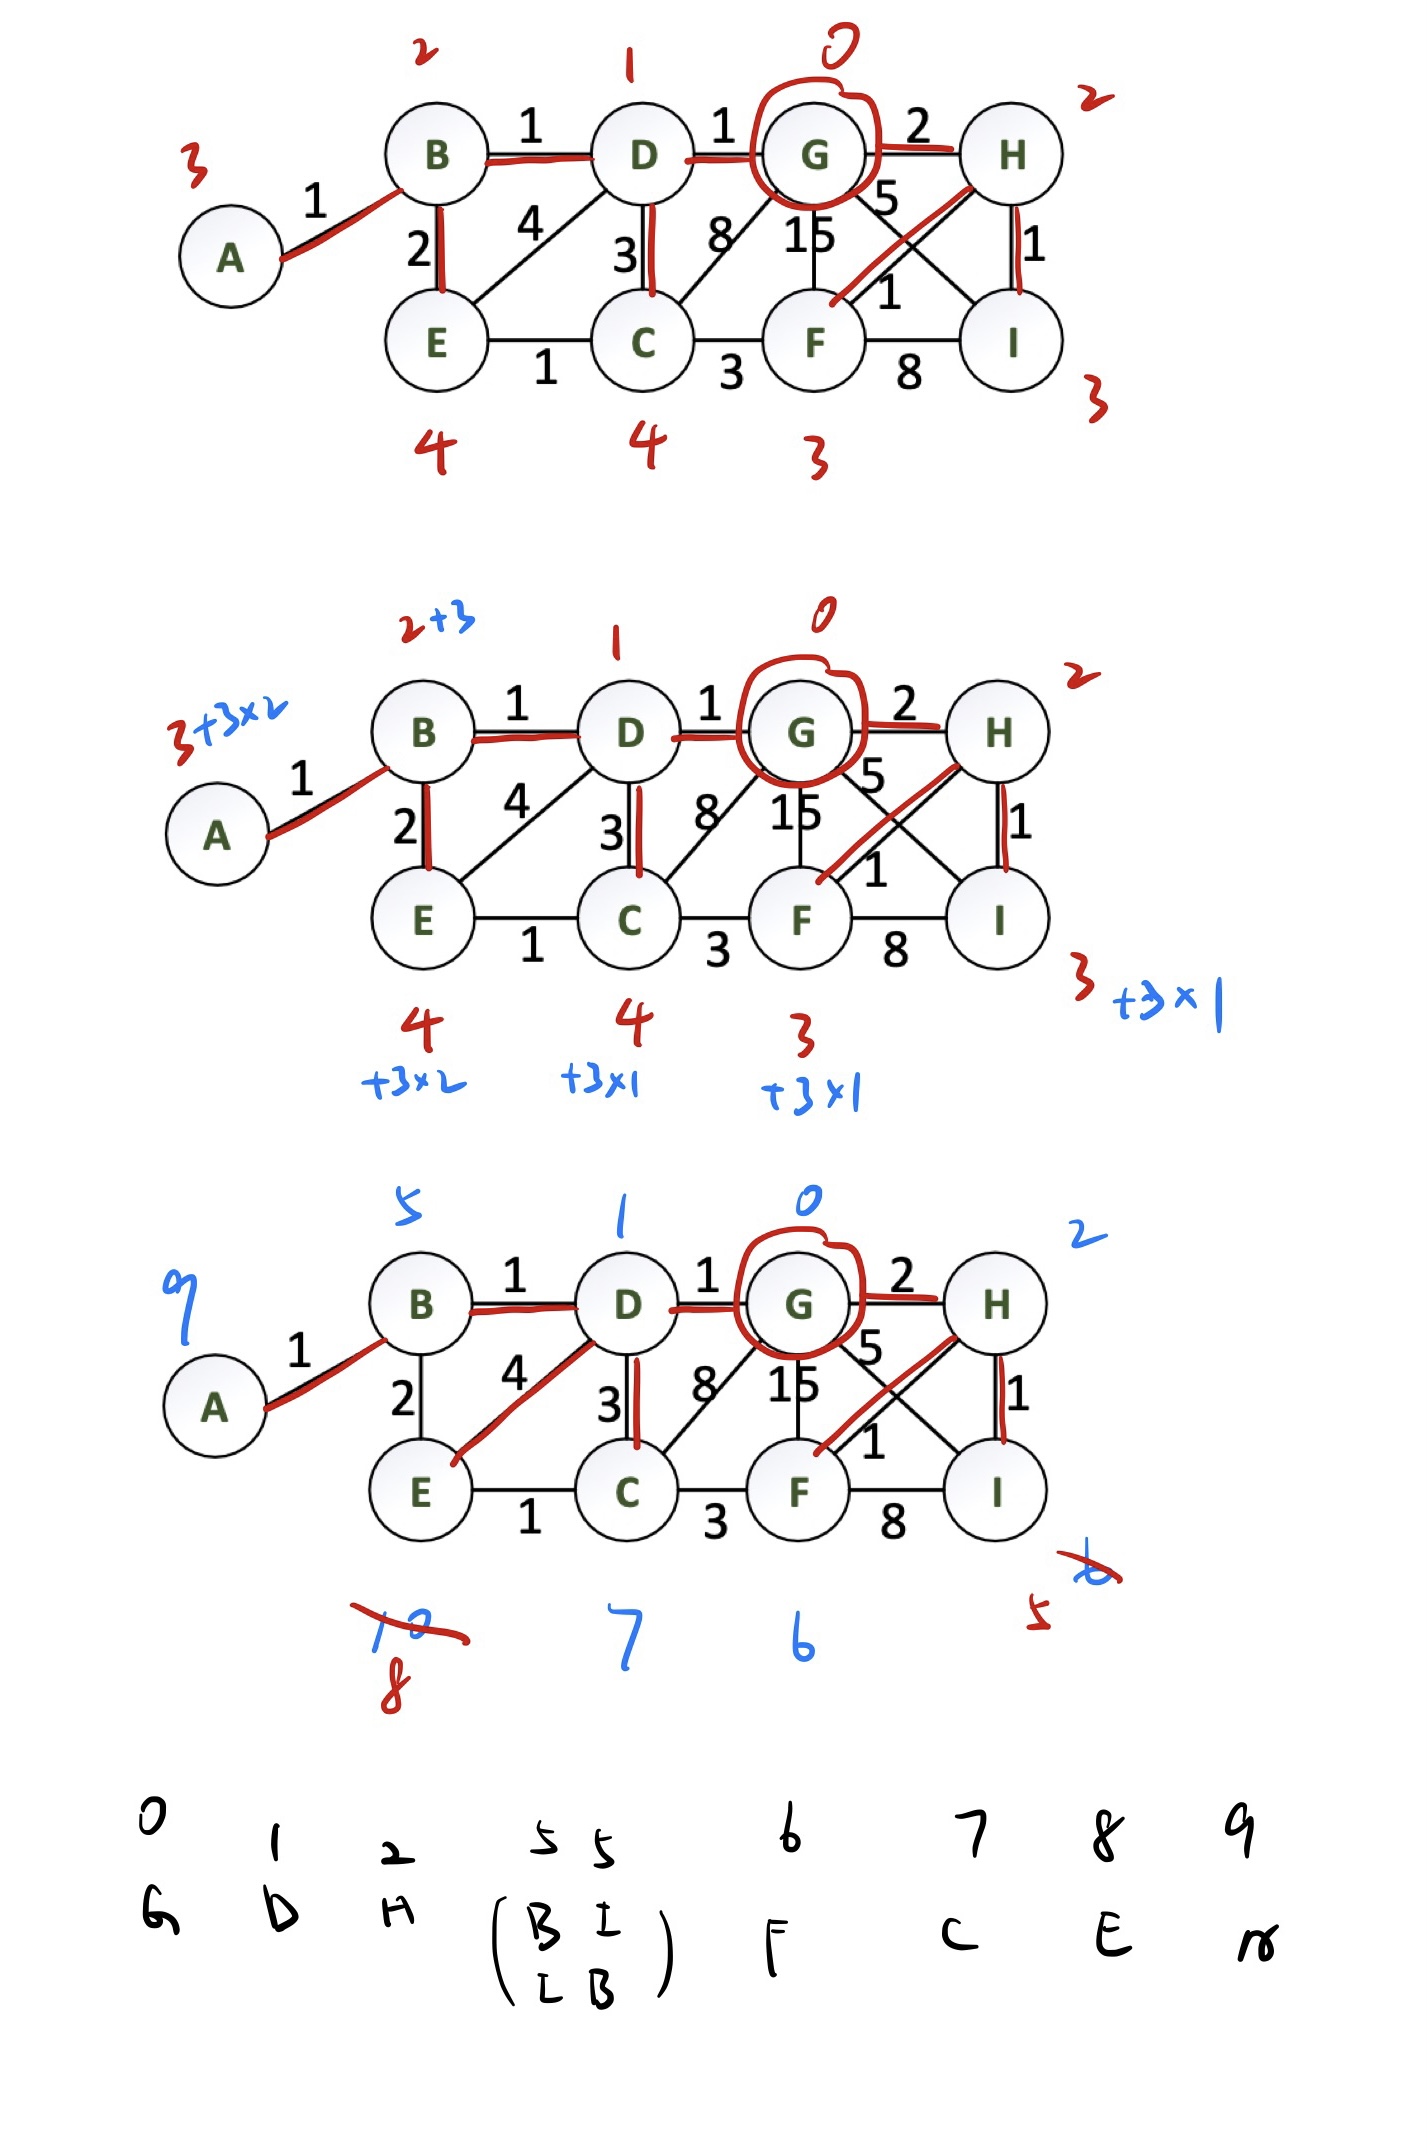 2 1 0
2
B 1 D 1 G 2 H
3
1
5
A 2 4 3 8 15 1
1
E 1 C 3 F 8 I
4 4 3 3
2+3 1 0
2
3+3×2
B 1 D 1 G 2 H
1
5
A 2 4 3 8 15 1
1
E 1 C 3 F 8 I
4 4 3 3 +3×1
+3×2 +3×1 +3×1
5 1 0 2
9
B 1 D 1 G 2 H
1
5
A 2 4 3 8 15 1
1
E 1 C 3 F 8 I
10 7 6 5 6
8
0 1 2 5 5 6 7 8 9
G D H (B I F C E
I B)